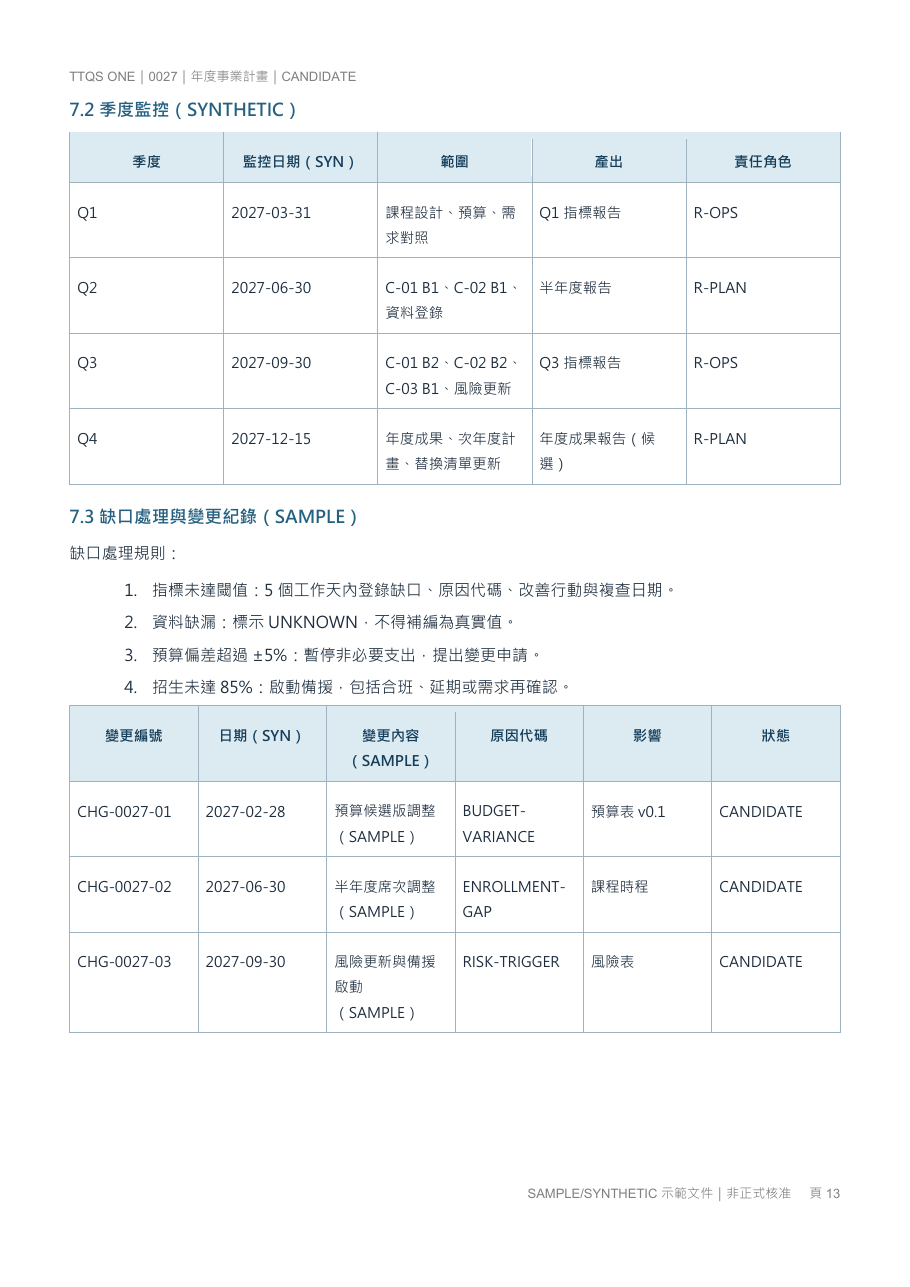 TTQS ONE｜0027｜年度事業計畫｜CANDIDATE
7.2 季度監控（SYNTHETIC）
季度 監控日期（SYN） 範圍 產出 責任角色
Q1 2027-03-31 課程設計、預算、需 Q1 指標報告 R-OPS
求對照
Q2 2027-06-30 C-01 B1、C-02 B1、 半年度報告 R-PLAN
資料登錄
Q3 2027-09-30 C-01 B2、C-02 B2、 Q3 指標報告 R-OPS
C-03 B1、風險更新
Q4 2027-12-15 年度成果、次年度計 年度成果報告（候 R-PLAN
畫、替換清單更新 選）
7.3 缺口處理與變更紀錄（SAMPLE）
缺口處理規則：
1. 指標未達閾值：5 個工作天內登錄缺口、原因代碼、改善行動與複查日期。
2. 資料缺漏：標示 UNKNOWN，不得補編為真實值。
3. 預算偏差超過 ±5%：暫停非必要支出，提出變更申請。
4. 招生未達 85%：啟動備援，包括合班、延期或需求再確認。
變更編號 日期（SYN） 變更內容 原因代碼 影響 狀態
（SAMPLE）
CHG-0027-01 2027-02-28 預算候選版調整 BUDGET- 預算表 v0.1 CANDIDATE
（SAMPLE） VARIANCE
CHG-0027-02 2027-06-30 半年度席次調整 ENROLLMENT- 課程時程 CANDIDATE
（SAMPLE） GAP
CHG-0027-03 2027-09-30 風險更新與備援 RISK-TRIGGER 風險表 CANDIDATE
啟動
（SAMPLE）
SAMPLE/SYNTHETIC 示範文件｜非正式核准 頁 13